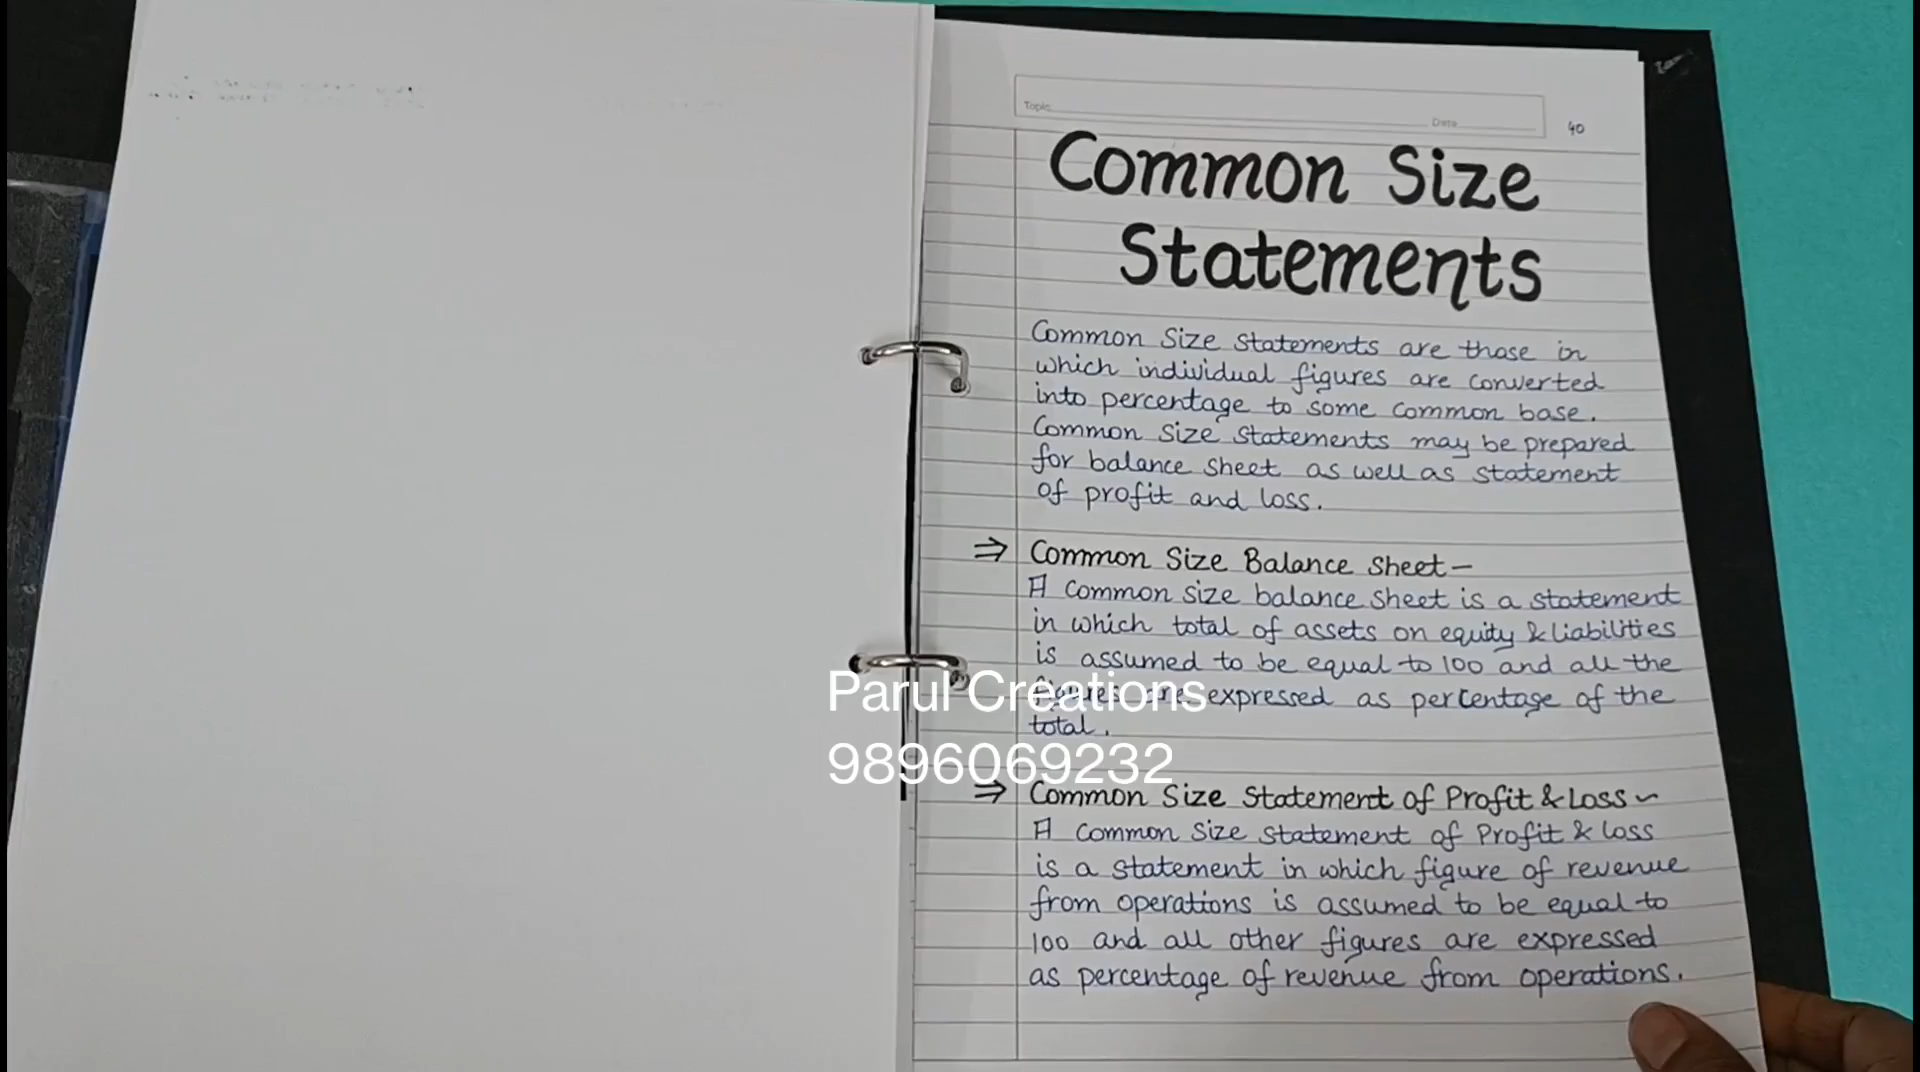 Topic
Date
40
Common Size
Statements
Common Size statements are those in
which individual figures are converted
into percentage to some common base.
Common Size statements may be prepared
for balance sheet as well as statement
of profit and loss.
⇒ Common Size Balance Sheet—
A common size balance sheet is a statement
in which total of assets on equity & liabilities
is assumed to be equal to 100 and all the
figures are expressed as percentage of the
total.
Parul Creations
9896069232
⇒ Common Size Statement of Profit & Loss~
A common size statement of Profit & loss
is a statement in which figure of revenue
from operations is assumed to be equal to
100 and all other figures are expressed
as percentage of revenue from operations.